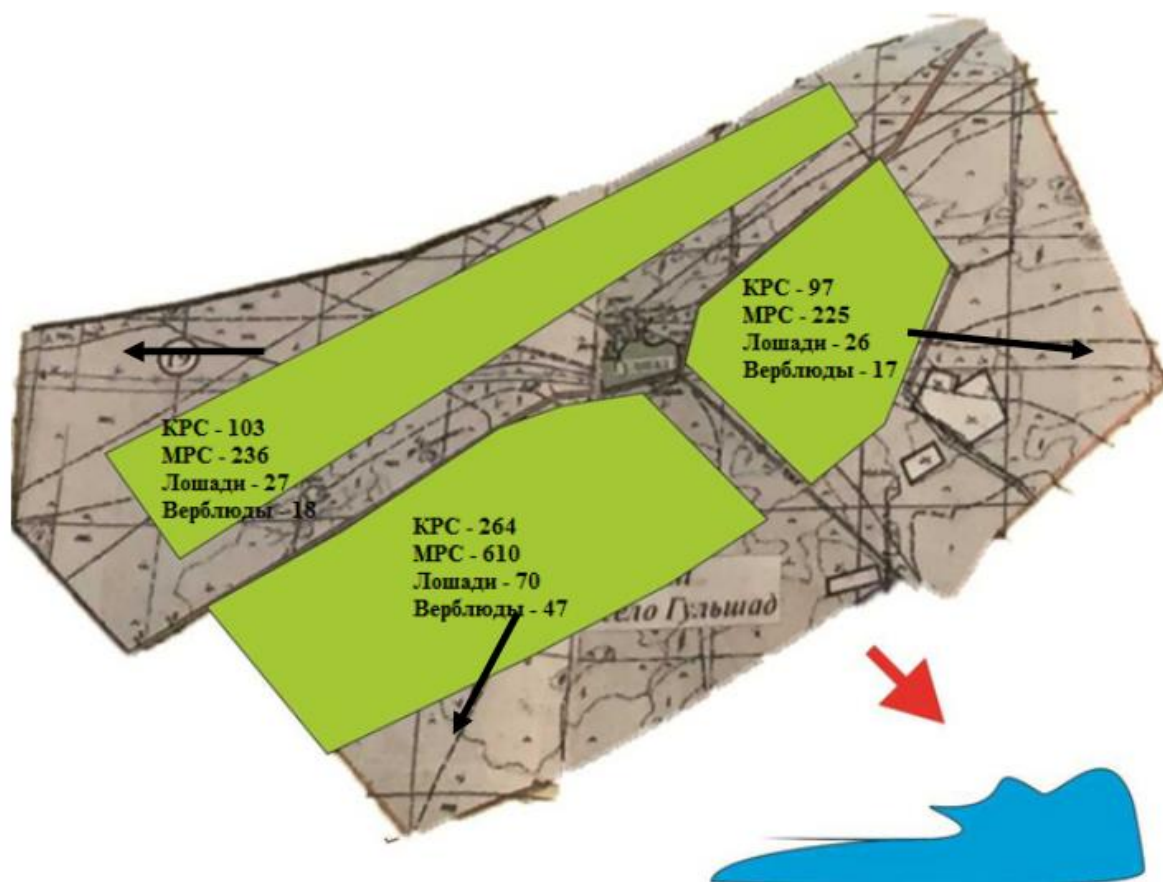 КРС - 97
МРС - 225
Лошади - 26
Верблюды - 17
19
КРС - 103
МРС - 236
Лошади - 27
Верблюды - 18
КРС - 264
МРС - 610
Лошади - 70
Верблюды - 47
Гульшад